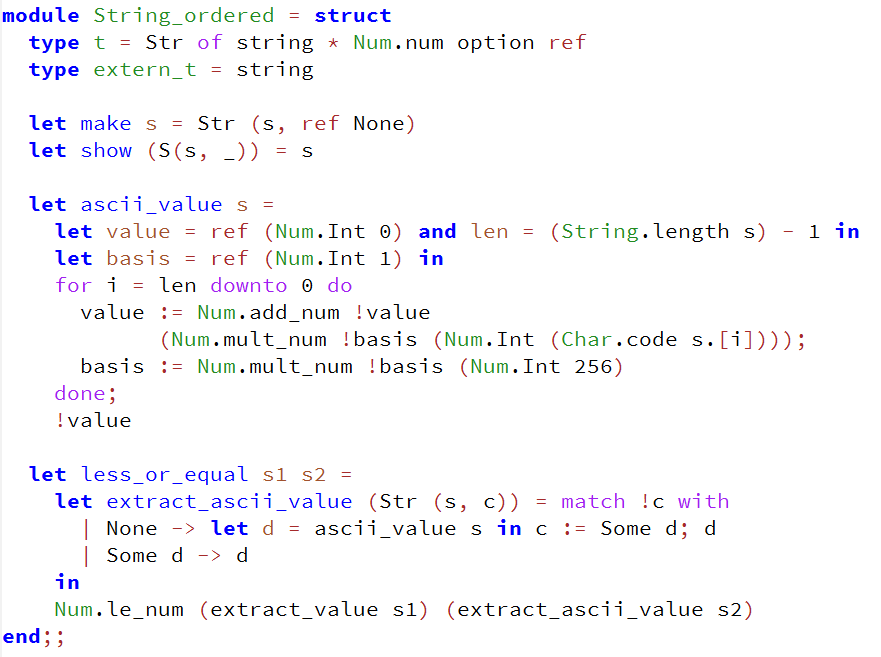 module String_ordered = struct
  type t = Str of string * Num.num option ref
  type extern_t = string

  let make s = Str (s, ref None)
  let show (S(s, _)) = s

  let ascii_value s =
    let value = ref (Num.Int 0) and len = (String.length s) - 1 in
    let basis = ref (Num.Int 1) in
    for i = len downto 0 do
      value := Num.add_num !value
            (Num.mult_num !basis (Num.Int (Char.code s.[i])));
      basis := Num.mult_num !basis (Num.Int 256)
    done;
    !value

  let less_or_equal s1 s2 =
    let extract_ascii_value (Str (s, c)) = match !c with
      | None -> let d = ascii_value s in c := Some d; d
      | Some d -> d
    in
    Num.le_num (extract_value s1) (extract_ascii_value s2)
end;;